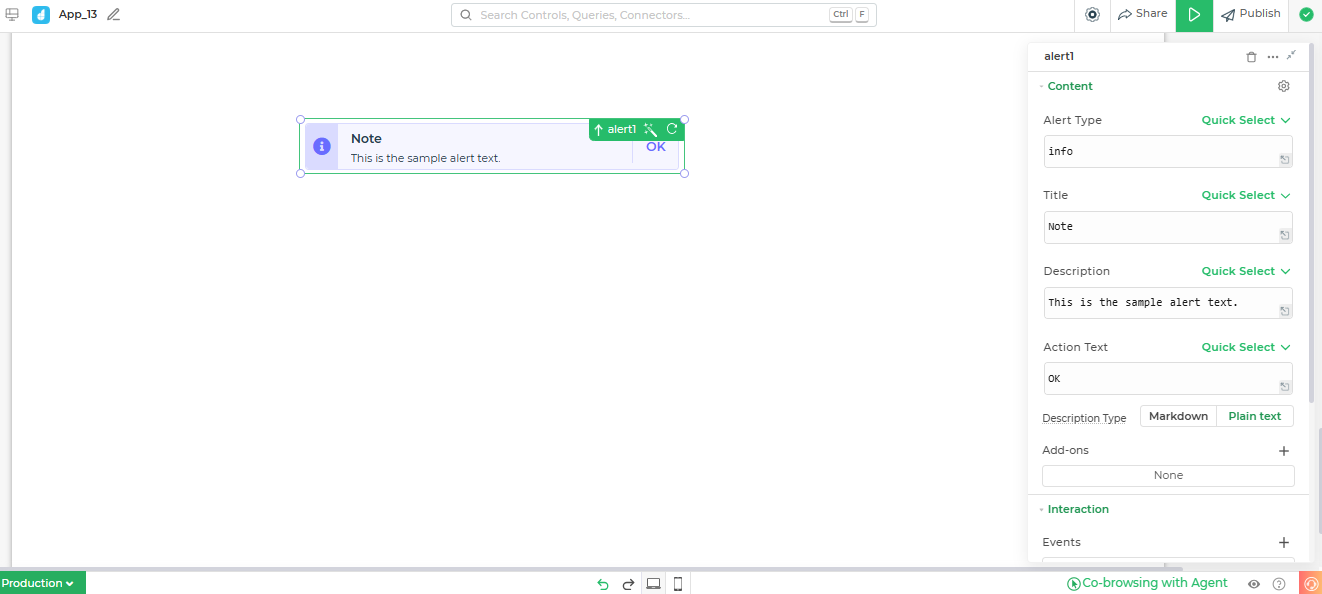 App_13
Search Controls, Queries, Connectors...
Ctrl F
Share
Publish
alert1
Note
This is the sample alert text.
OK
alert1
Content
Alert Type
Quick Select
info
Title
Quick Select
Note
Description
Quick Select
This is the sample alert text.
Action Text
Quick Select
OK
Description Type
Markdown
Plain text
Add-ons
None
Interaction
Events
Production
Co-browsing with Agent